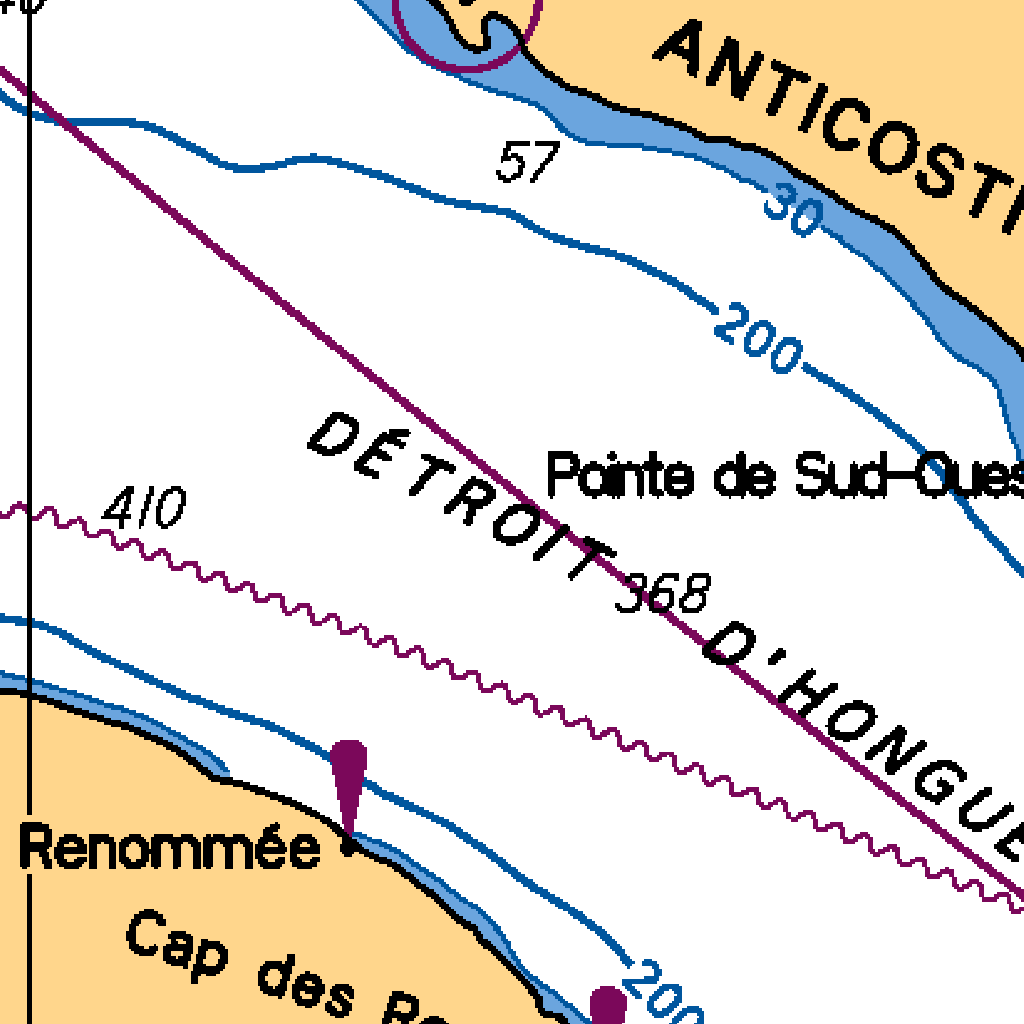 ANTICOSTI
57
30
200
DÉTROIT
Pointe de Sud-Oues
410
368
D'HONGUE
Renommée
Cap des
200